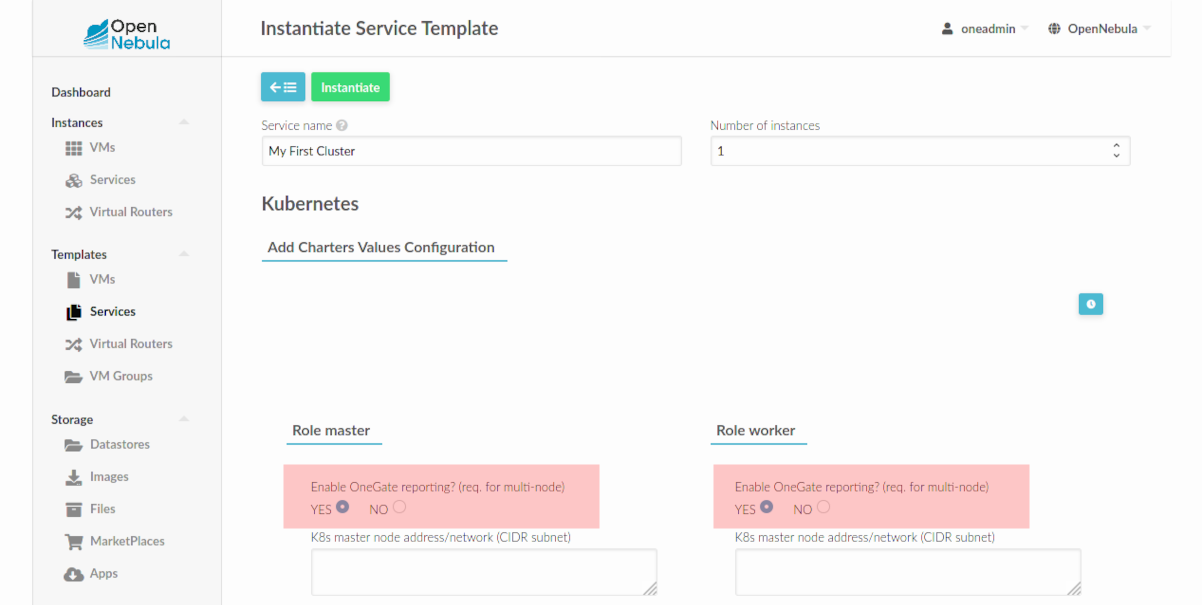 Open
Nebula
Instantiate Service Template
oneadmin
OpenNebula
Dashboard
Instances
VMs
Services
Virtual Routers
Templates
VMs
Services
Virtual Routers
VM Groups
Storage
Datastores
Images
Files
MarketPlaces
Apps
Instantiate
Service name
Number of instances
My First Cluster
1
Kubernetes
Add Charters Values Configuration
Role master
Role worker
Enable OneGate reporting? (req. for multi-node)
YES NO
K8s master node address/network (CIDR subnet)
Enable OneGate reporting? (req. for multi-node)
YES NO
K8s master node address/network (CIDR subnet)